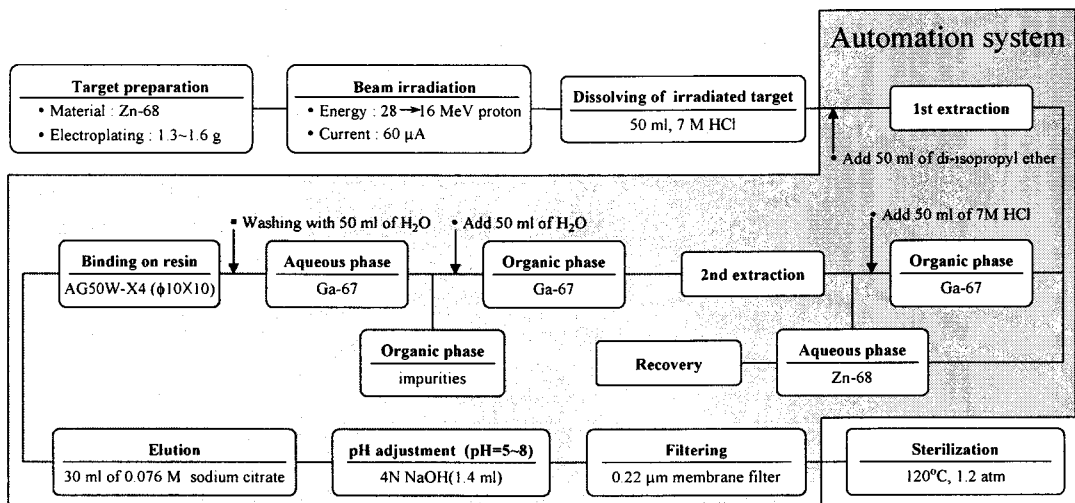 Automation system
Target preparation
• Material : Zn-68
• Electroplating : 1.3~1.6 g
Beam irradiation
• Energy : 28→16 MeV proton
• Current : 60 μA
Dissolving of irradiated target
50 ml, 7 M HCl
1st extraction
Add 50 ml of di-isopropyl ether
Washing with 50 ml of H₂O
Add 50 ml of H₂O
Add 50 ml of 7M HCl
Binding on resin
AG50W-X4 (ϕ10X10)
Aqueous phase
Ga-67
Organic phase
Ga-67
2nd extraction
Organic phase
Ga-67
Organic phase
impurities
Recovery
Aqueous phase
Zn-68
Elution
30 ml of 0.076 M sodium citrate
pH adjustment (pH=5~8)
4N NaOH(1.4 ml)
Filtering
0.22 μm membrane filter
Sterilization
120°C, 1.2 atm